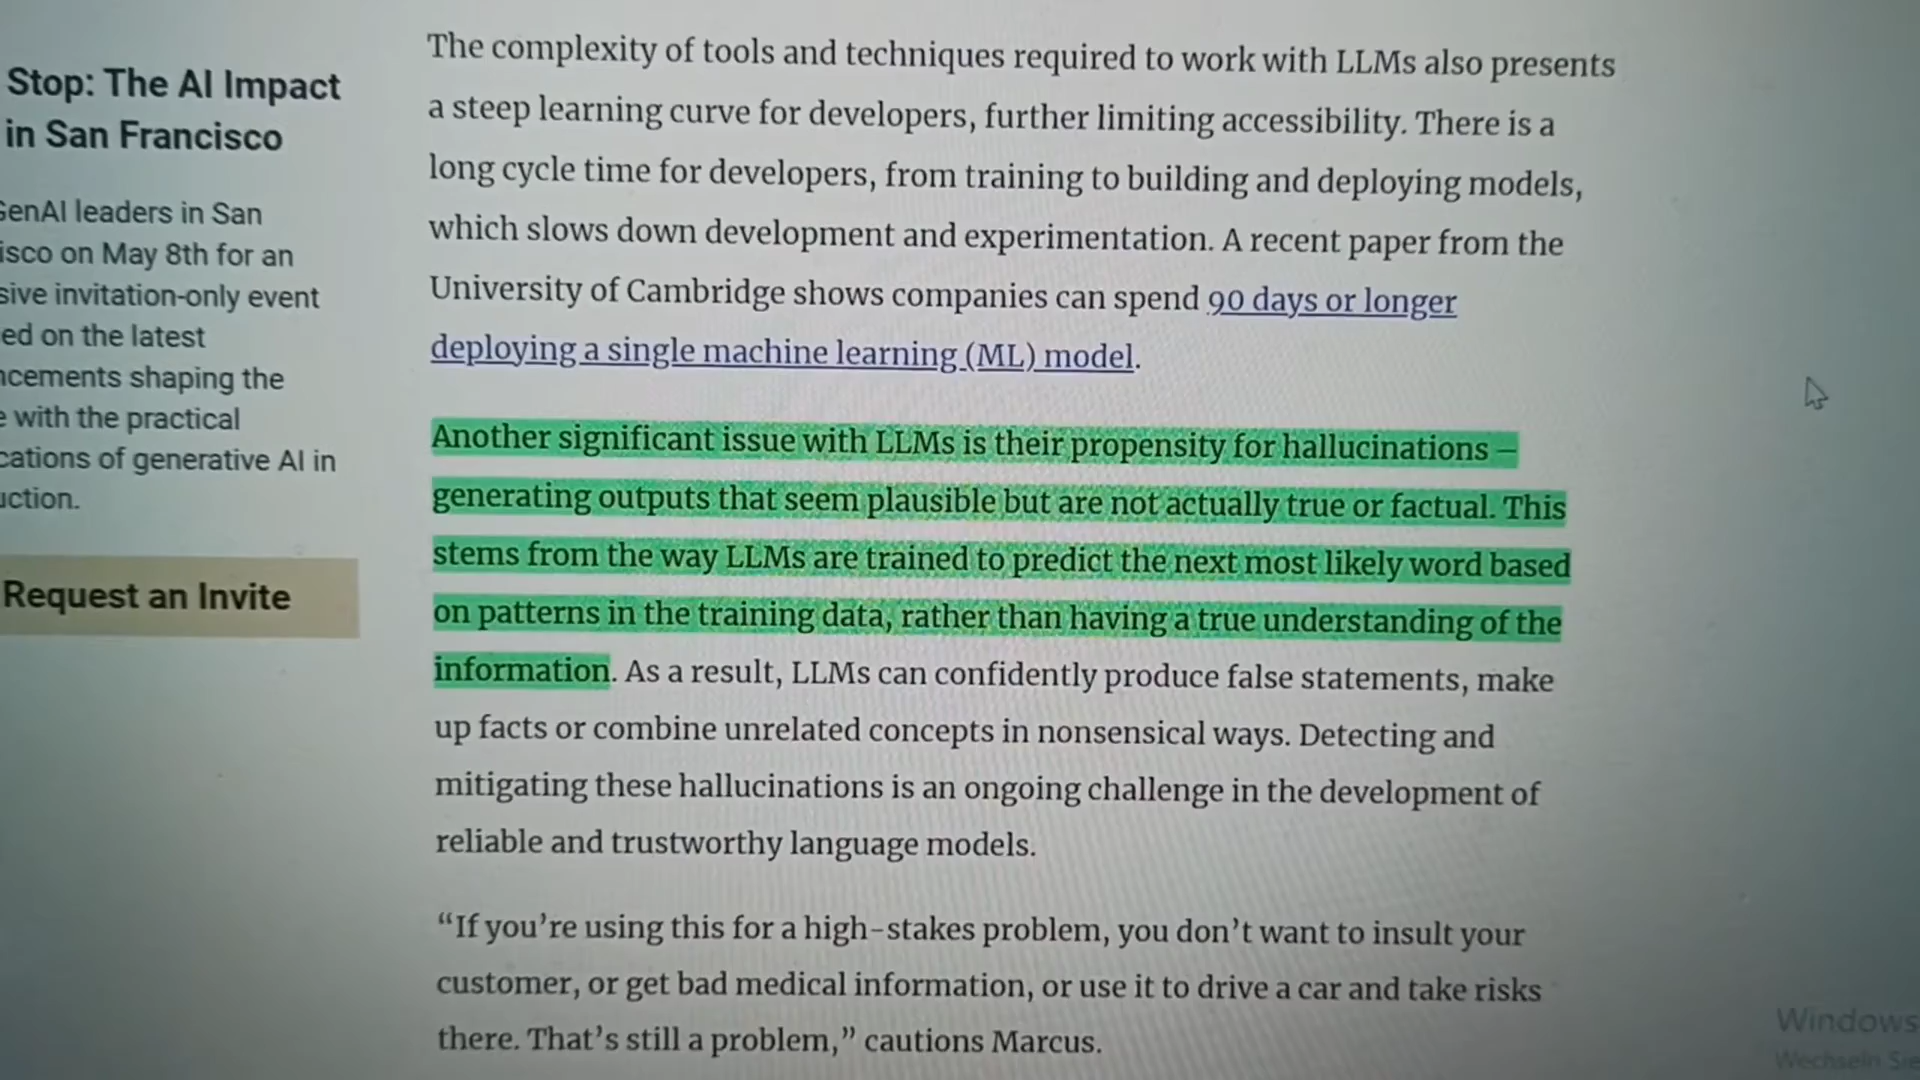 Stop: The AI Impact
in San Francisco
GenAI leaders in San
isco on May 8th for an
sive invitation-only event
ed on the latest
ncements shaping the
e with the practical
cations of generative AI in
uction.
Request an Invite
The complexity of tools and techniques required to work with LLMs also presents
a steep learning curve for developers, further limiting accessibility. There is a
long cycle time for developers, from training to building and deploying models,
which slows down development and experimentation. A recent paper from the
University of Cambridge shows companies can spend 90 days or longer
deploying a single machine learning (ML) model.
Another significant issue with LLMs is their propensity for hallucinations –
generating outputs that seem plausible but are not actually true or factual. This
stems from the way LLMs are trained to predict the next most likely word based
on patterns in the training data, rather than having a true understanding of the
information. As a result, LLMs can confidently produce false statements, make
up facts or combine unrelated concepts in nonsensical ways. Detecting and
mitigating these hallucinations is an ongoing challenge in the development of
reliable and trustworthy language models.
“If you’re using this for a high-stakes problem, you don’t want to insult your
customer, or get bad medical information, or use it to drive a car and take risks
there. That’s still a problem,” cautions Marcus.
Windows
Wechseln Sie